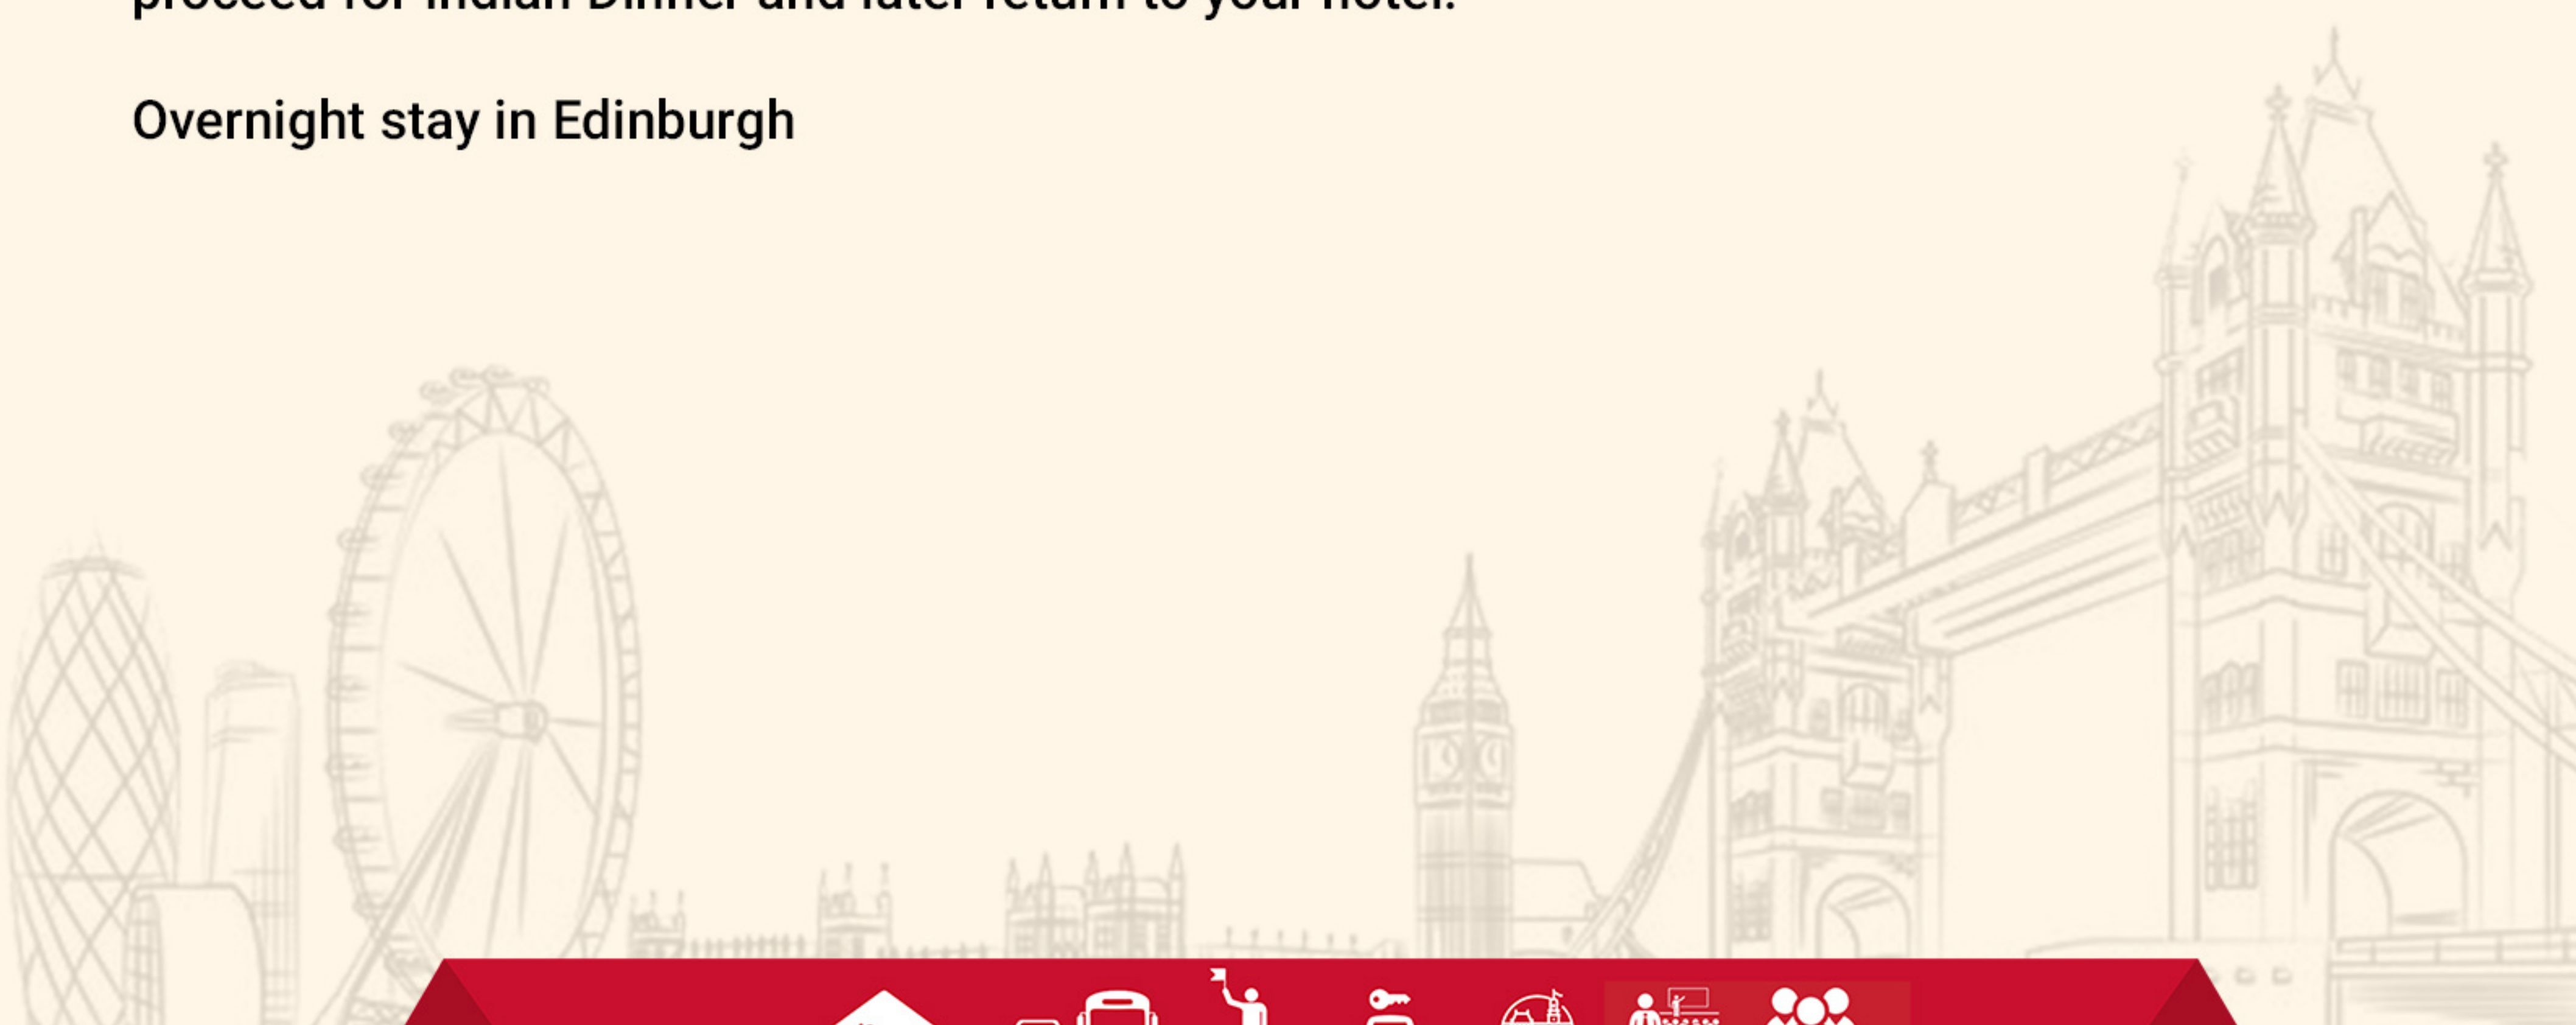 proceed for Indian Dinner and later return to your hotel.
Overnight stay in Edinburgh